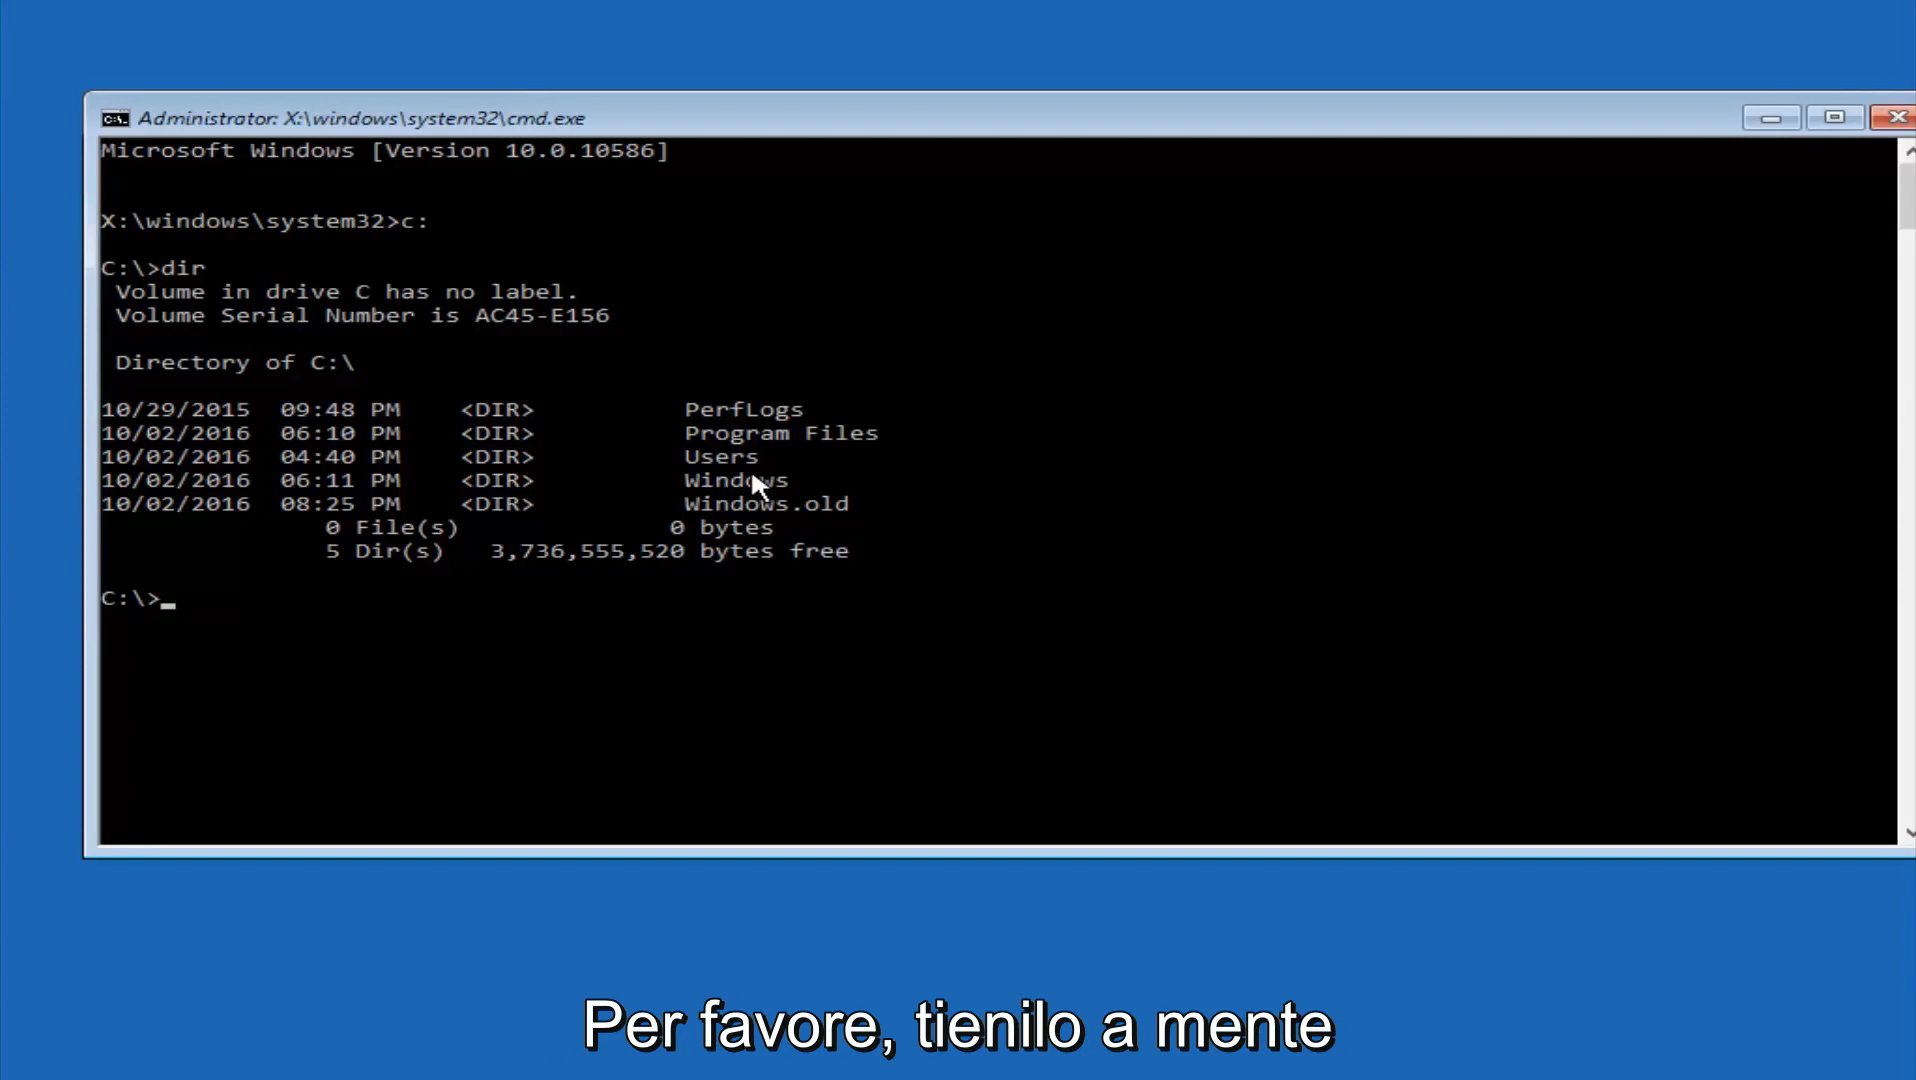 Administrator: X:\windows\system32\cmd.exe
Microsoft Windows [Version 10.0.10586]
X:\windows\system32>c:
C:\>dir
Volume in drive C has no label.
Volume Serial Number is AC45-E156
Directory of C:\
10/29/2015  09:48 PM    <DIR>          PerfLogs
10/02/2016  06:10 PM    <DIR>          Program Files
10/02/2016  04:40 PM    <DIR>          Users
10/02/2016  06:11 PM    <DIR>          Windows
10/02/2016  08:25 PM    <DIR>          Windows.old
0 File(s)              0 bytes
5 Dir(s)   3,736,555,520 bytes free
C:\>_
Per favore, tienilo a mente